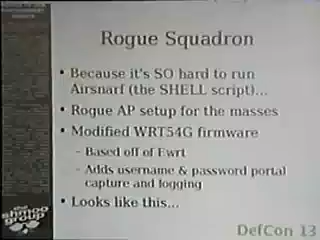 Rogue Squadron
• Because it's SO hard to run
Airsnarf (the SHELL script)...
• Rogue AP setup for the masses
• Modified WRT54G firmware
- Based off of Ewrt
- Adds username & password portal
capture and logging
• Looks like this...
the
shmoo
group
DefCon 13